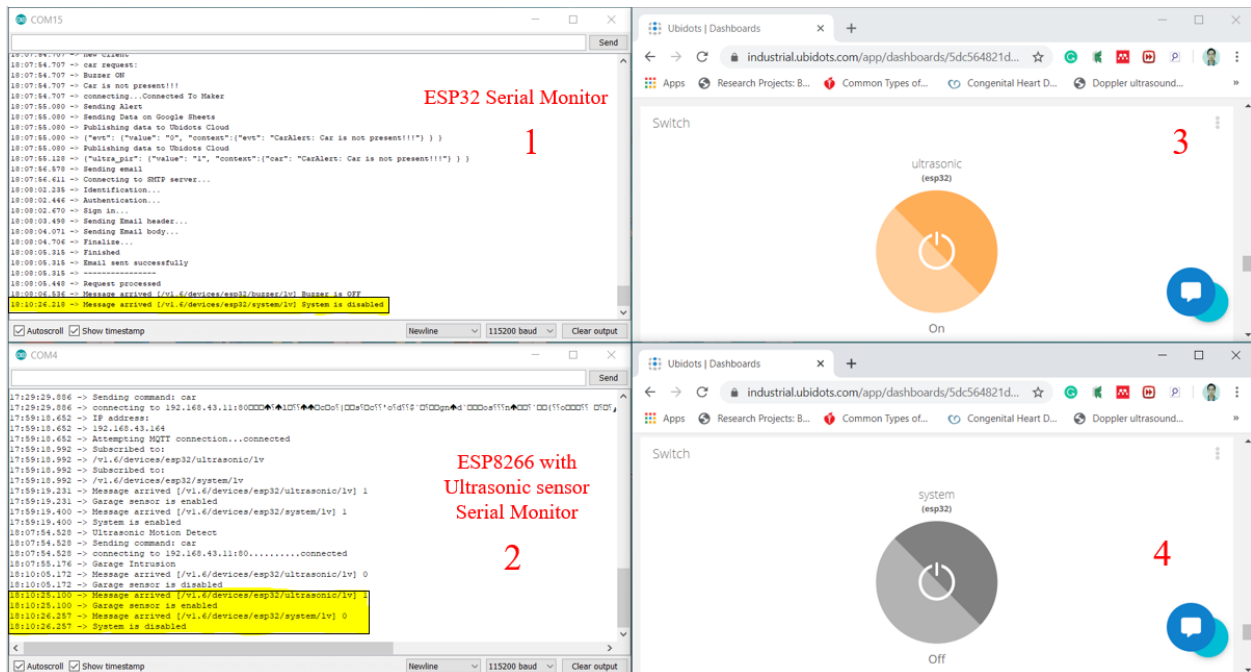 COM15
Send
18:07:54.707 -> new client
18:07:54.707 -> car request:
18:07:54.707 -> Buzzer ON
18:07:54.707 -> Car is not present!!!
18:07:54.707 -> connecting...Connected To Maker
18:07:55.080 -> Sending Alert
18:07:55.080 -> Sending Data on Google Sheets
18:07:55.080 -> Publishing data to Ubidots Cloud
18:07:55.080 -> {"evt": {"value": "0", "context":{"evt": "CarAlert: Car is not present!!!"} } }
18:07:55.080 -> Publishing data to Ubidots Cloud
18:07:55.128 -> {"ultra_pir": {"value": "1", "context":{"car": "CarAlert: Car is not present!!!"} } }
18:07:56.578 -> Sending email
18:07:56.611 -> Connecting to SMTP server...
18:08:02.235 -> Identification...
18:08:02.446 -> Authentication...
18:08:02.670 -> Sign in...
18:08:03.498 -> Sending Email header...
18:08:04.071 -> Sending Email body...
18:08:04.706 -> Finalize...
18:08:05.315 -> Finished
18:08:05.315 -> Email sent successfully
18:08:05.315 -> ----------------
18:08:05.448 -> Request processed
18:08:06.536 -> Message arrived [/v1.6/devices/esp32/buzzer/lv] Buzzer is OFF
18:10:26.218 -> Message arrived [/v1.6/devices/esp32/system/lv] System is disabled
ESP32 Serial Monitor
1
Autoscroll Show timestamp Newline 115200 baud Clear output
Ubidots | Dashboards
industrial.ubidots.com/app/dashboards/5dc564821d...
Apps Research Projects: B... Common Types of... Congenital Heart D... Doppler ultrasound... »
Switch
3
ultrasonic
(esp32)
On
COM4
Send
17:29:29.886 -> Sending command: car
17:29:29.886 -> connecting to 192.168.43.11:80
17:59:18.652 -> IP address:
17:59:18.652 -> 192.168.43.164
17:59:18.652 -> Attempting MQTT connection...connected
17:59:18.992 -> Subscribed to:
17:59:18.992 -> /v1.6/devices/esp32/ultrasonic/lv
17:59:18.992 -> Subscribed to:
17:59:18.992 -> /v1.6/devices/esp32/system/lv
17:59:19.231 -> Message arrived [/v1.6/devices/esp32/ultrasonic/lv] 1
17:59:19.231 -> Garage sensor is enabled
17:59:19.400 -> Message arrived [/v1.6/devices/esp32/system/lv] 1
17:59:19.400 -> System is enabled
18:07:54.528 -> Ultrasonic Motion Detect
18:07:54.528 -> Sending command: car
18:07:54.528 -> connecting to 192.168.43.11:80..........connected
18:07:55.176 -> Garage Intrusion
18:10:05.172 -> Message arrived [/v1.6/devices/esp32/ultrasonic/lv] 0
18:10:05.172 -> Garage sensor is disabled
18:10:25.100 -> Message arrived [/v1.6/devices/esp32/ultrasonic/lv] 1
18:10:25.100 -> Garage sensor is enabled
18:10:26.257 -> Message arrived [/v1.6/devices/esp32/system/lv] 0
18:10:26.257 -> System is disabled
ESP8266 with
Ultrasonic sensor
Serial Monitor
2
Autoscroll Show timestamp Newline 115200 baud Clear output
Ubidots | Dashboards
industrial.ubidots.com/app/dashboards/5dc564821d...
Apps Research Projects: B... Common Types of... Congenital Heart D... Doppler ultrasound... »
Switch
system
(esp32)
4
Off